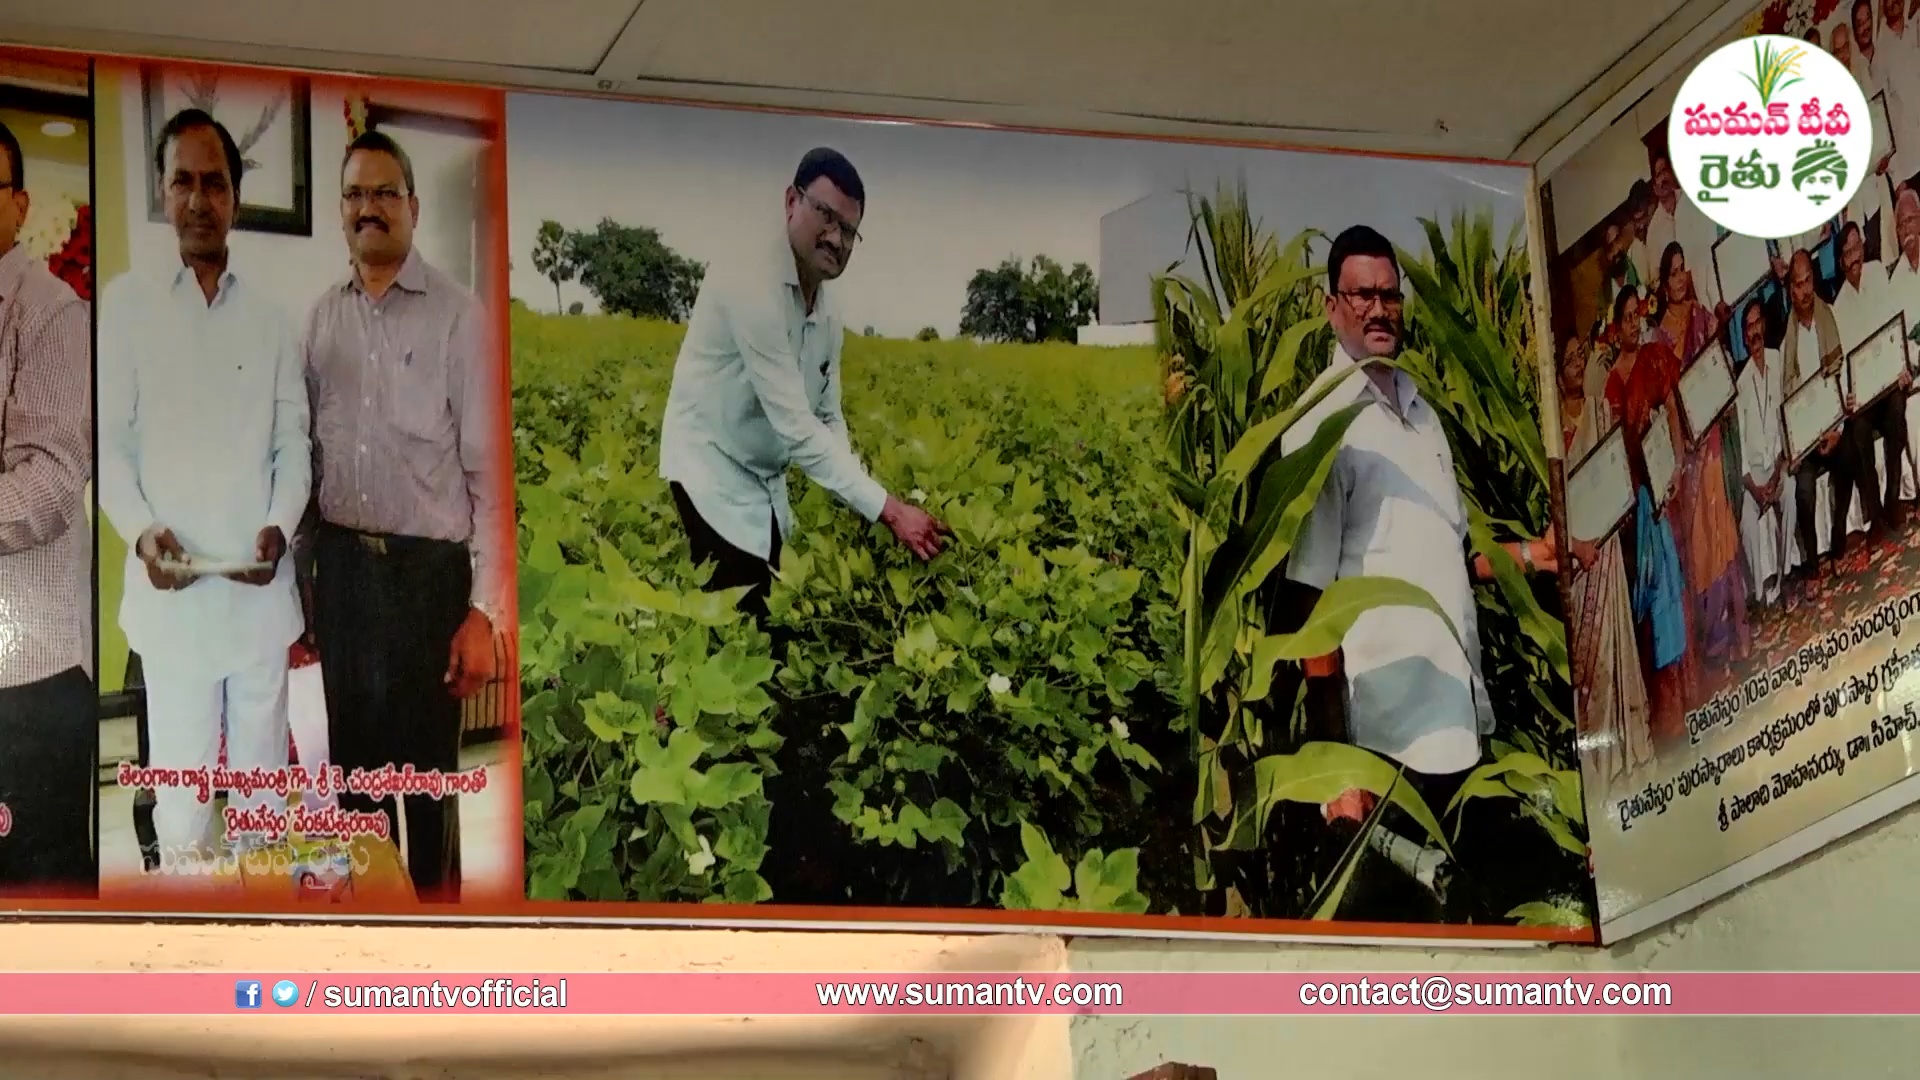 సుమన్ టీవీ
రైతు
తెలంగాణ రాష్ట్ర ముఖ్యమంత్రి గౌ॥ శ్రీ కె. చంద్రశేఖర్‌రావు గారితో
'రైతునేస్తం' వేంకటేశ్వరరావు
సుమన్ టీవీ రైతు
రైతునేస్తం' 10వ వార్షికోత్సవం సందర్భంగా
రైతునేస్తం' పురస్కారాలు కార్యక్రమంలో పురస్కార
శ్రీ పాలాది మోహనయ్య, డా॥ సిహెచ్.
/ sumantvofficial
www.sumantv.com
contact@sumantv.com